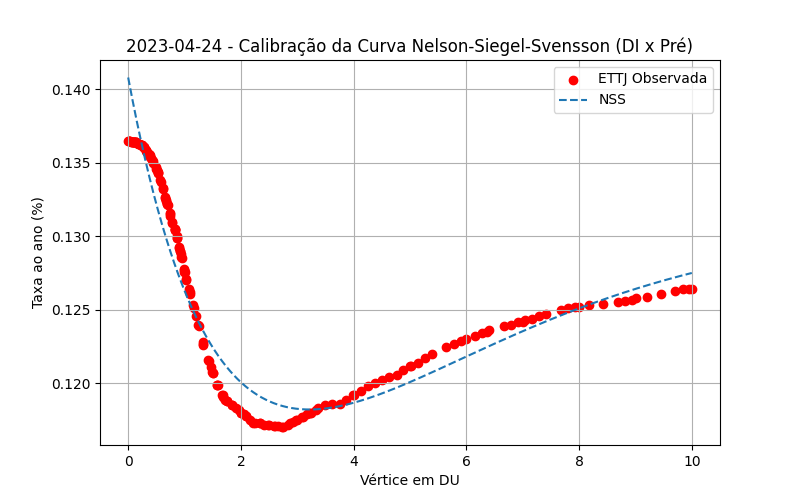 2023-04-24 - Calibração da Curva Nelson-Siegel-Svensson (DI x Pré)
ETTJ Observada
NSS
Taxa ao ano (%)
0.140
0.135
0.130
0.125
0.120
0 2 4 6 8 10
Vértice em DU